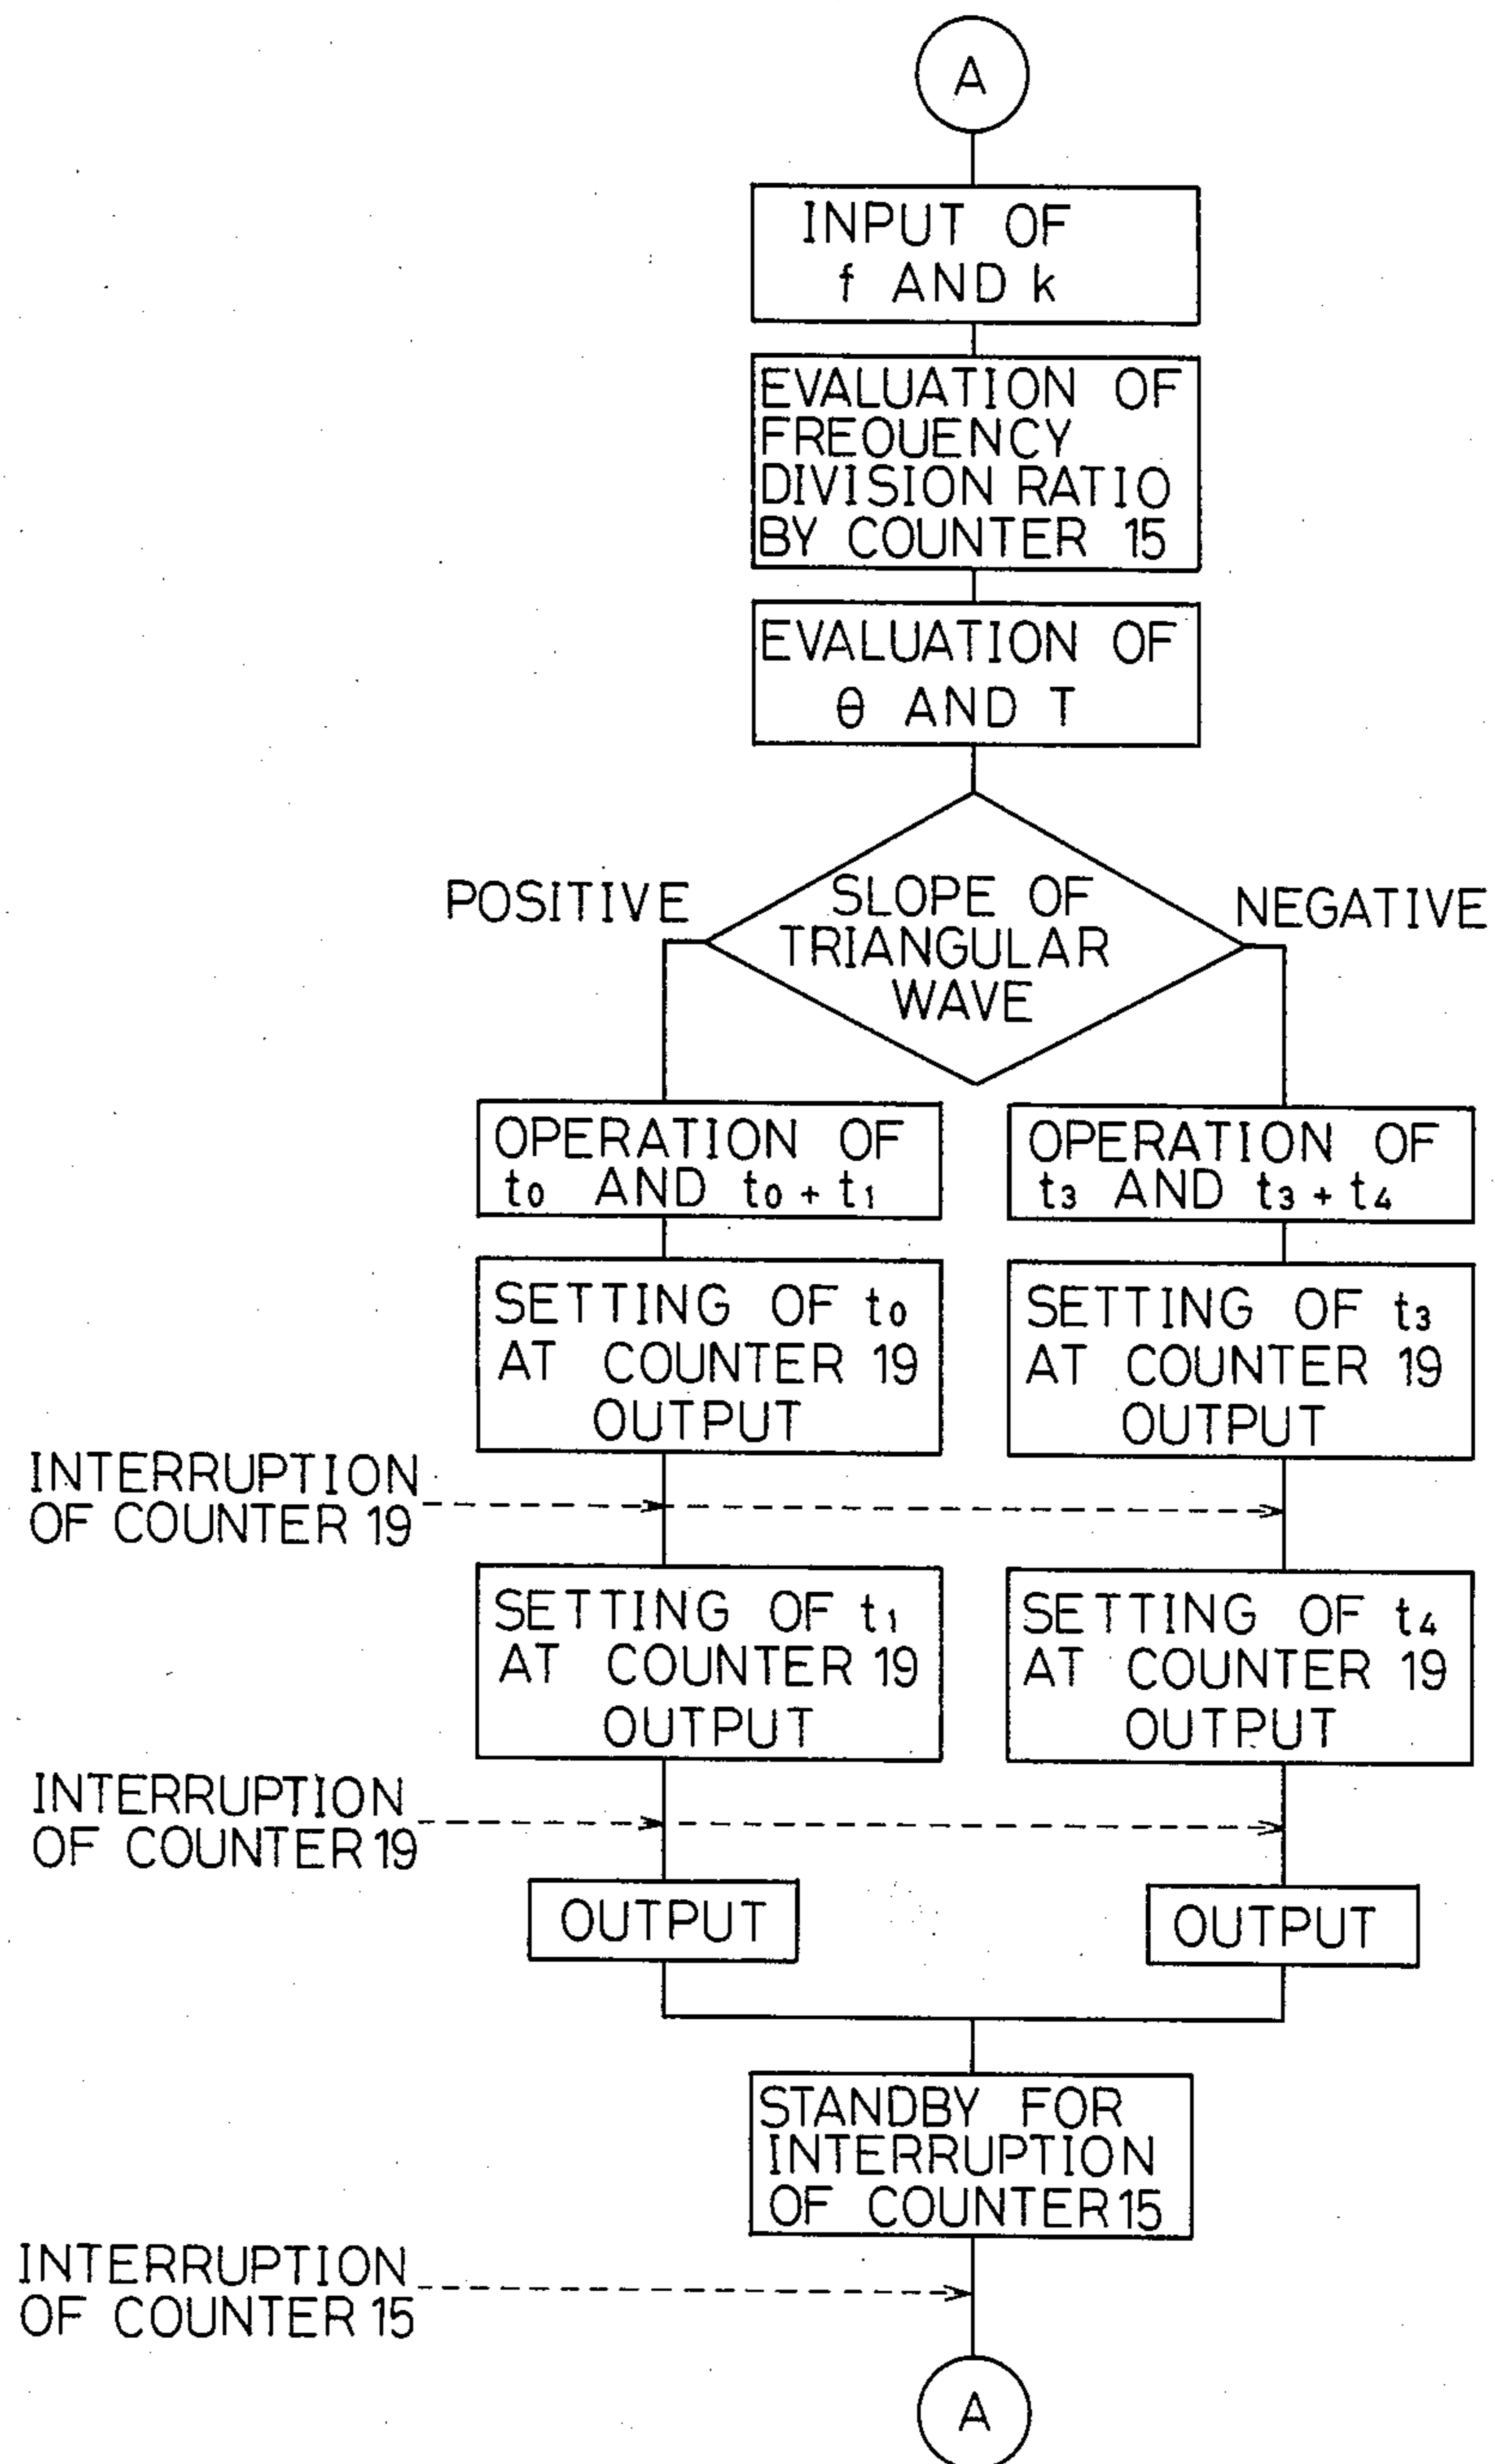 A
INPUT OF
f AND k
EVALUATION OF
FREOUENCY
DIVISION RATIO
BY COUNTER 15
EVALUATION OF
θ AND T
POSITIVE
SLOPE OF
TRIANGULAR
WAVE
NEGATIVE
OPERATION OF
t₀ AND t₀ + t₁
OPERATION OF
t₃ AND t₃ + t₄
SETTING OF t₀
AT COUNTER 19
OUTPUT
SETTING OF t₃
AT COUNTER 19
OUTPUT
INTERRUPTION
OF COUNTER 19
SETTING OF t₁
AT COUNTER 19
OUTPUT
SETTING OF t₄
AT COUNTER 19
OUTPUT
INTERRUPTION
OF COUNTER 19
OUTPUT
OUTPUT
STANDBY FOR
INTERRUPTION
OF COUNTER 15
INTERRUPTION
OF COUNTER 15
A